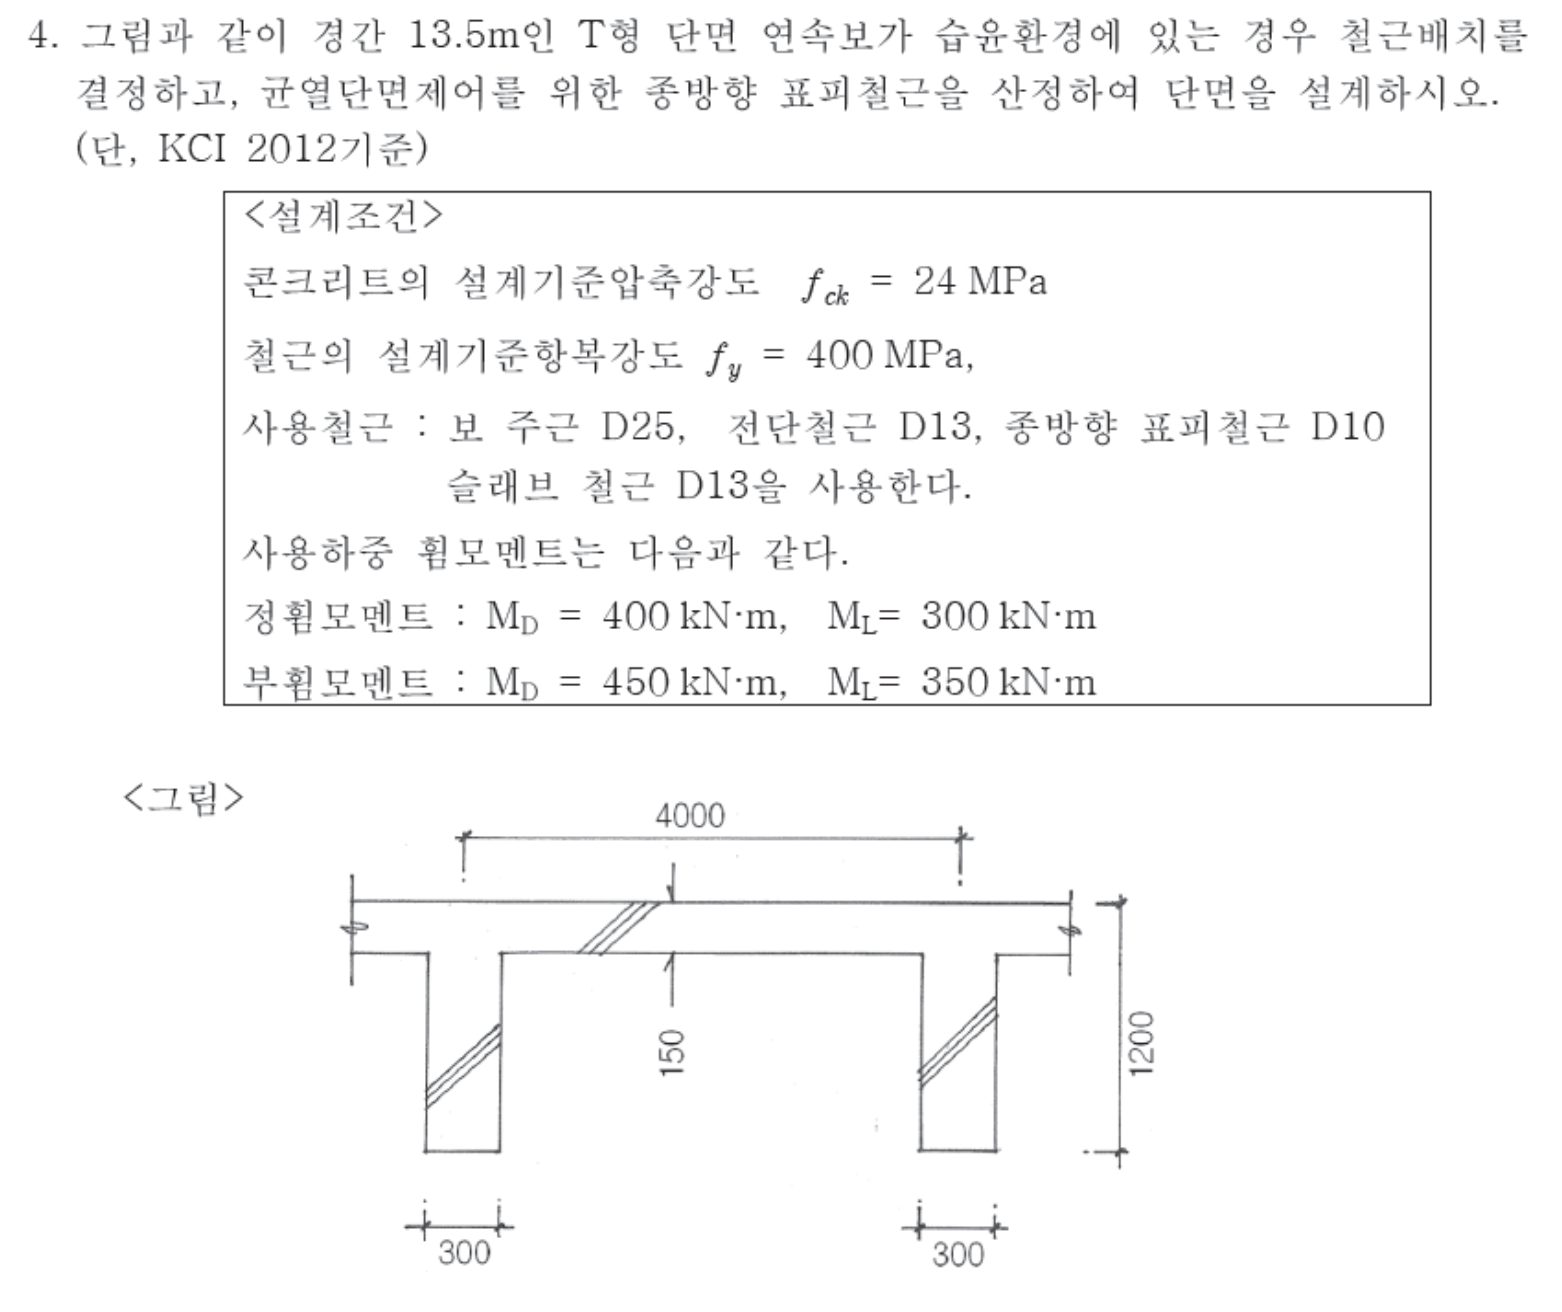 4. 그림과 같이 경간 13.5m인 T형 단면 연속보가 습윤환경에 있는 경우 철근배치를
결정하고, 균열단면제어를 위한 종방향 표피철근을 산정하여 단면을 설계하시오.
(단, KCI 2012기준)
<설계조건>
콘크리트의 설계기준압축강도 f_ck = 24 MPa
철근의 설계기준항복강도 f_y = 400 MPa,
사용철근 : 보 주근 D25, 전단철근 D13, 종방향 표피철근 D10
슬래브 철근 D13을 사용한다.
사용하중 휨모멘트는 다음과 같다.
정휨모멘트 : M_D = 400 kN·m, M_L= 300 kN·m
부휨모멘트 : M_D = 450 kN·m, M_L= 350 kN·m
<그림>
4000
150
1200
300
300